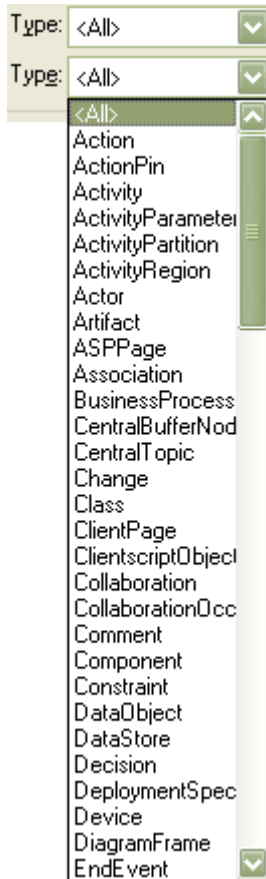 Type: <All>
Type: <All>
<All>
Action
ActionPin
Activity
ActivityParameter
ActivityPartition
ActivityRegion
Actor
Artifact
ASPPage
Association
BusinessProcess
CentralBufferNod
CentralTopic
Change
Class
ClientPage
ClientscriptObject
Collaboration
CollaborationOcc
Comment
Component
Constraint
DataObject
DataStore
Decision
DeploymentSpec
Device
DiagramFrame
EndEvent